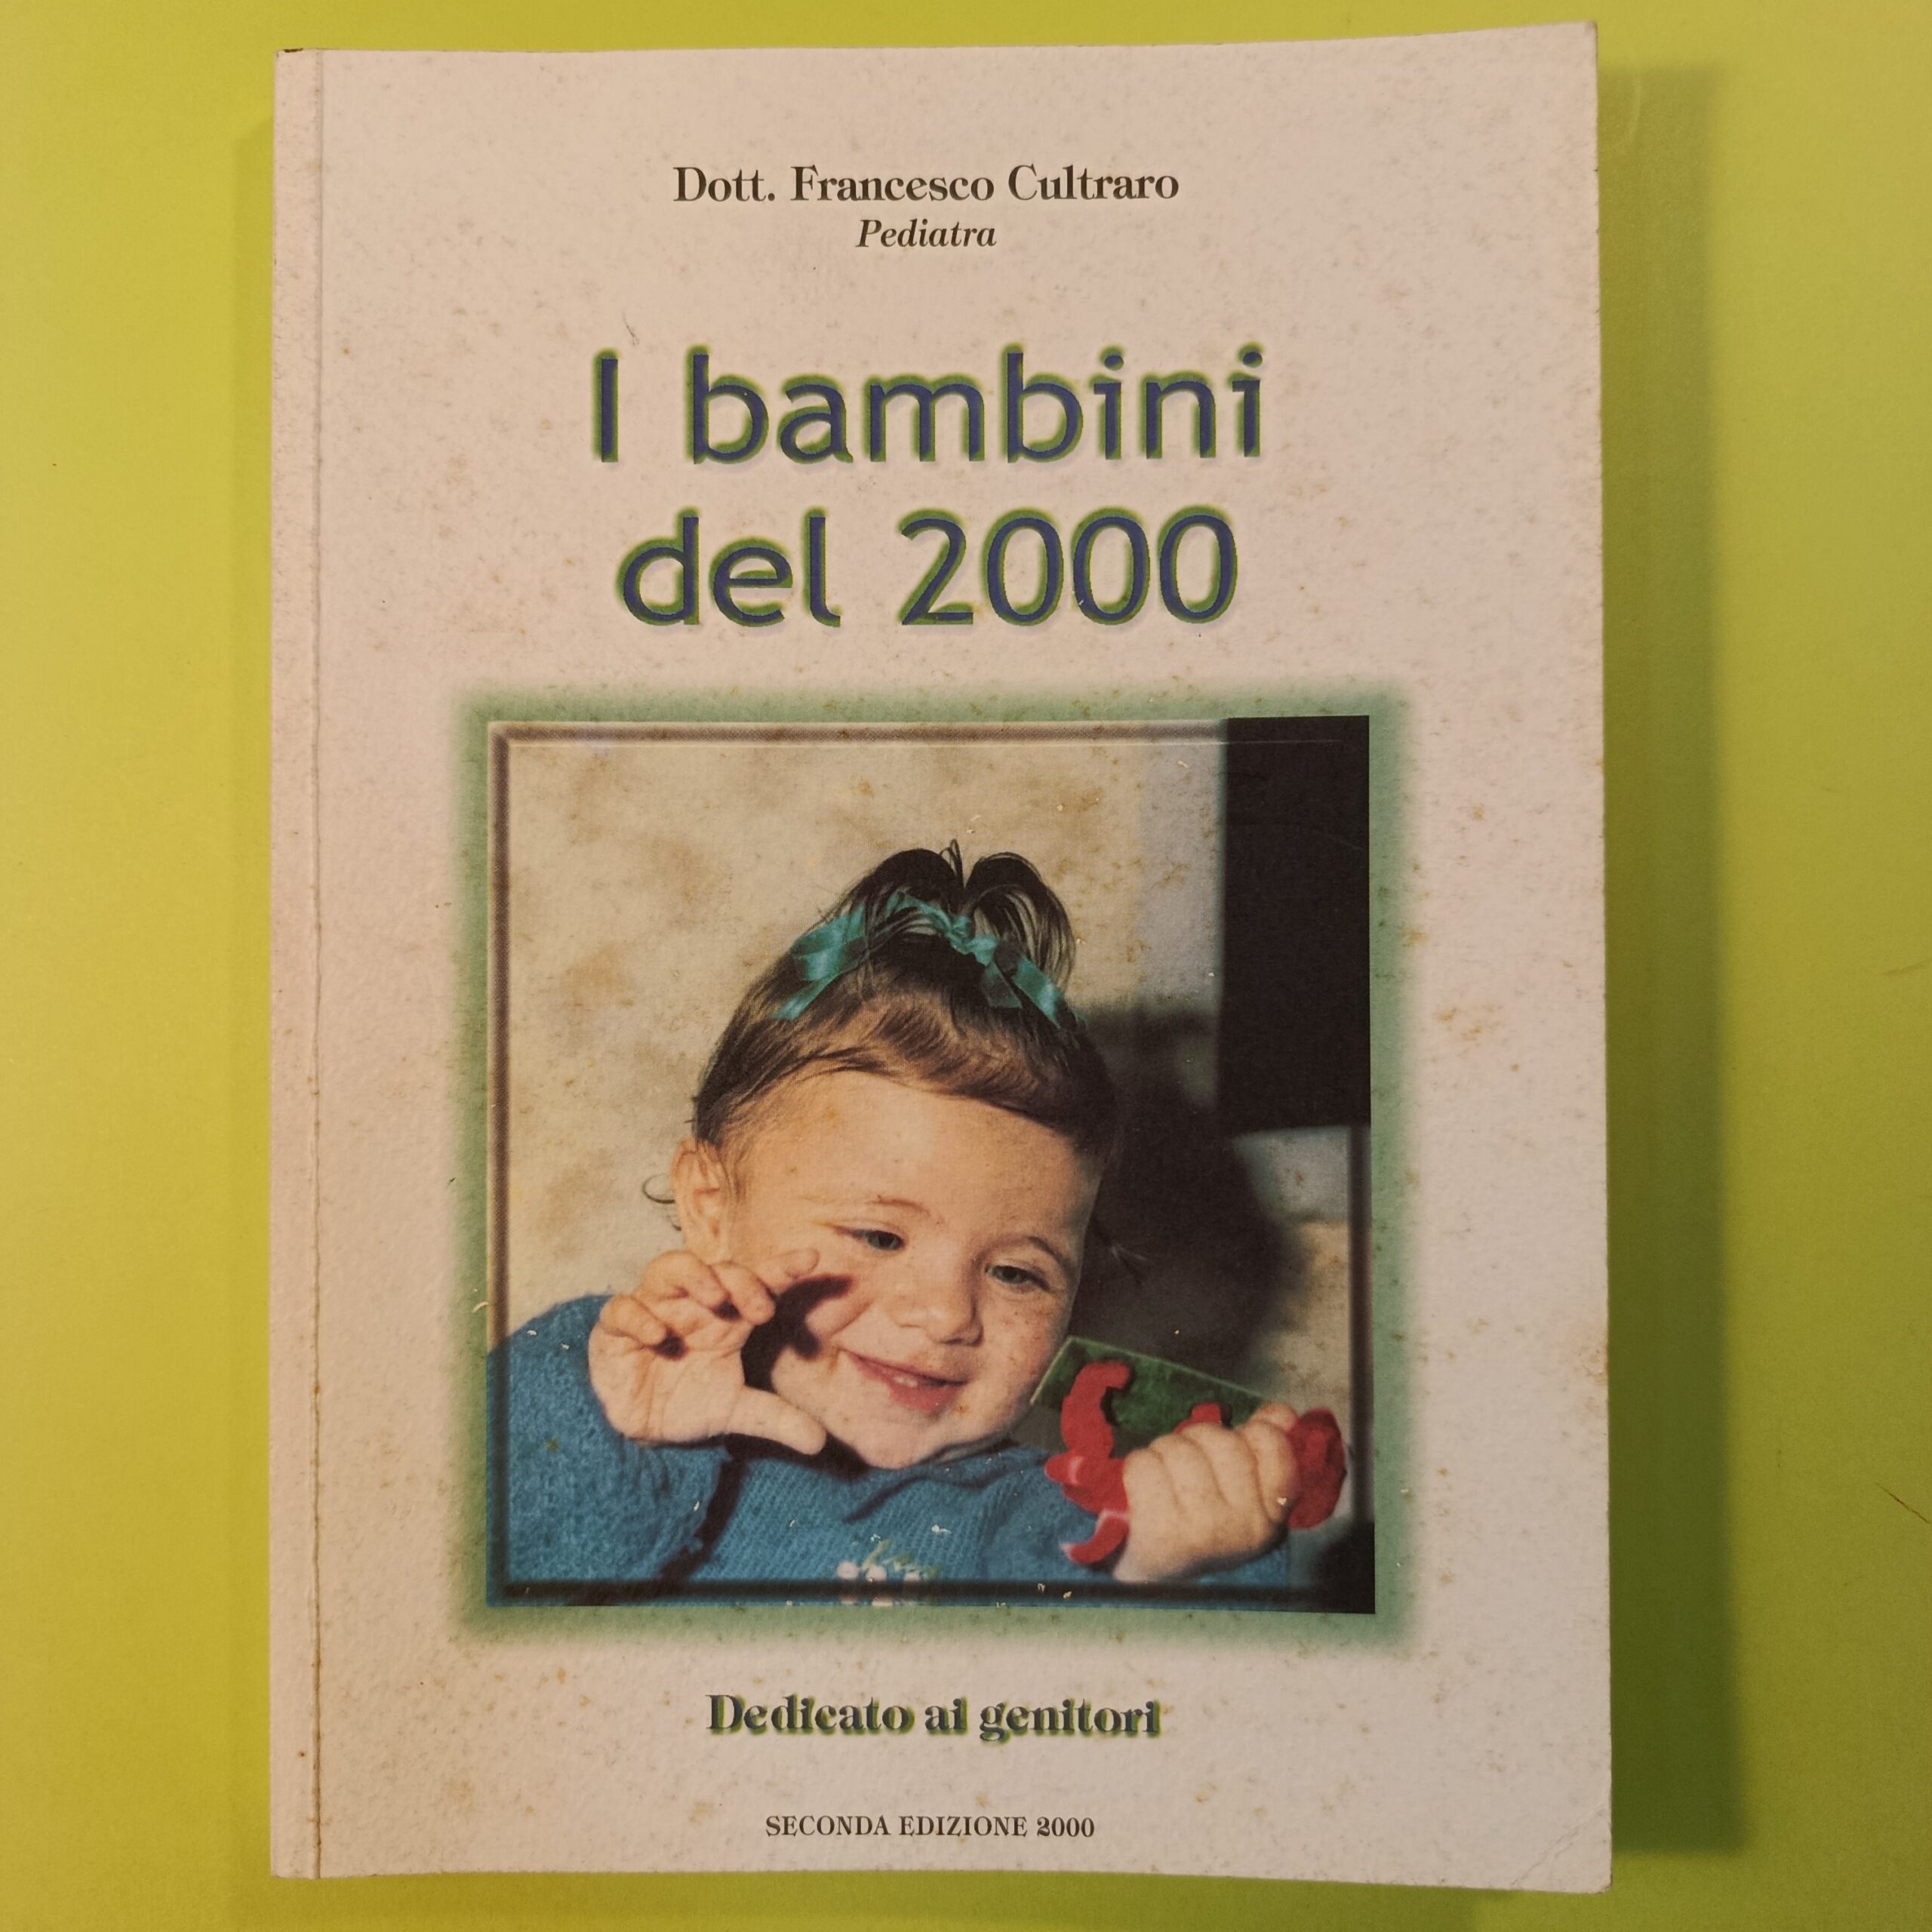 Dott. Francesco Cultraro
Pediatra
I bambini
del 2000
Dedicato ai genitori
SECONDA EDIZIONE 2000